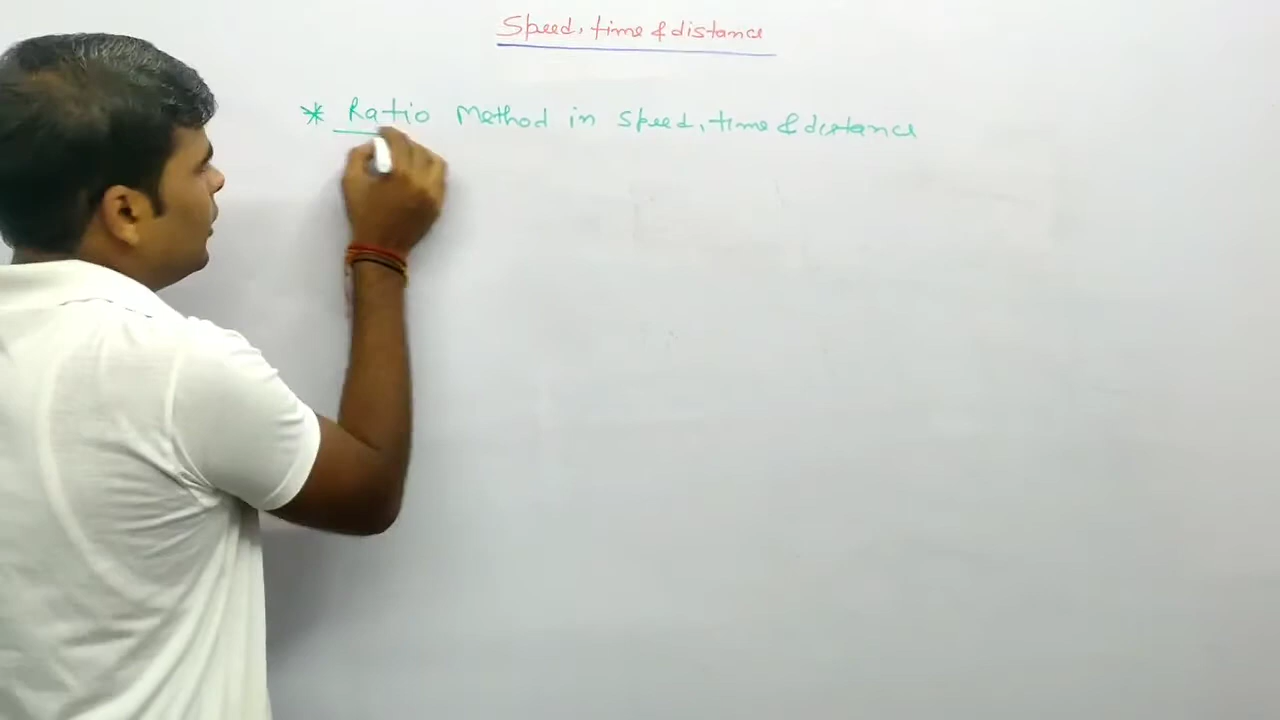 Speed, time & distance
* Ratio Method in speed, time & distance